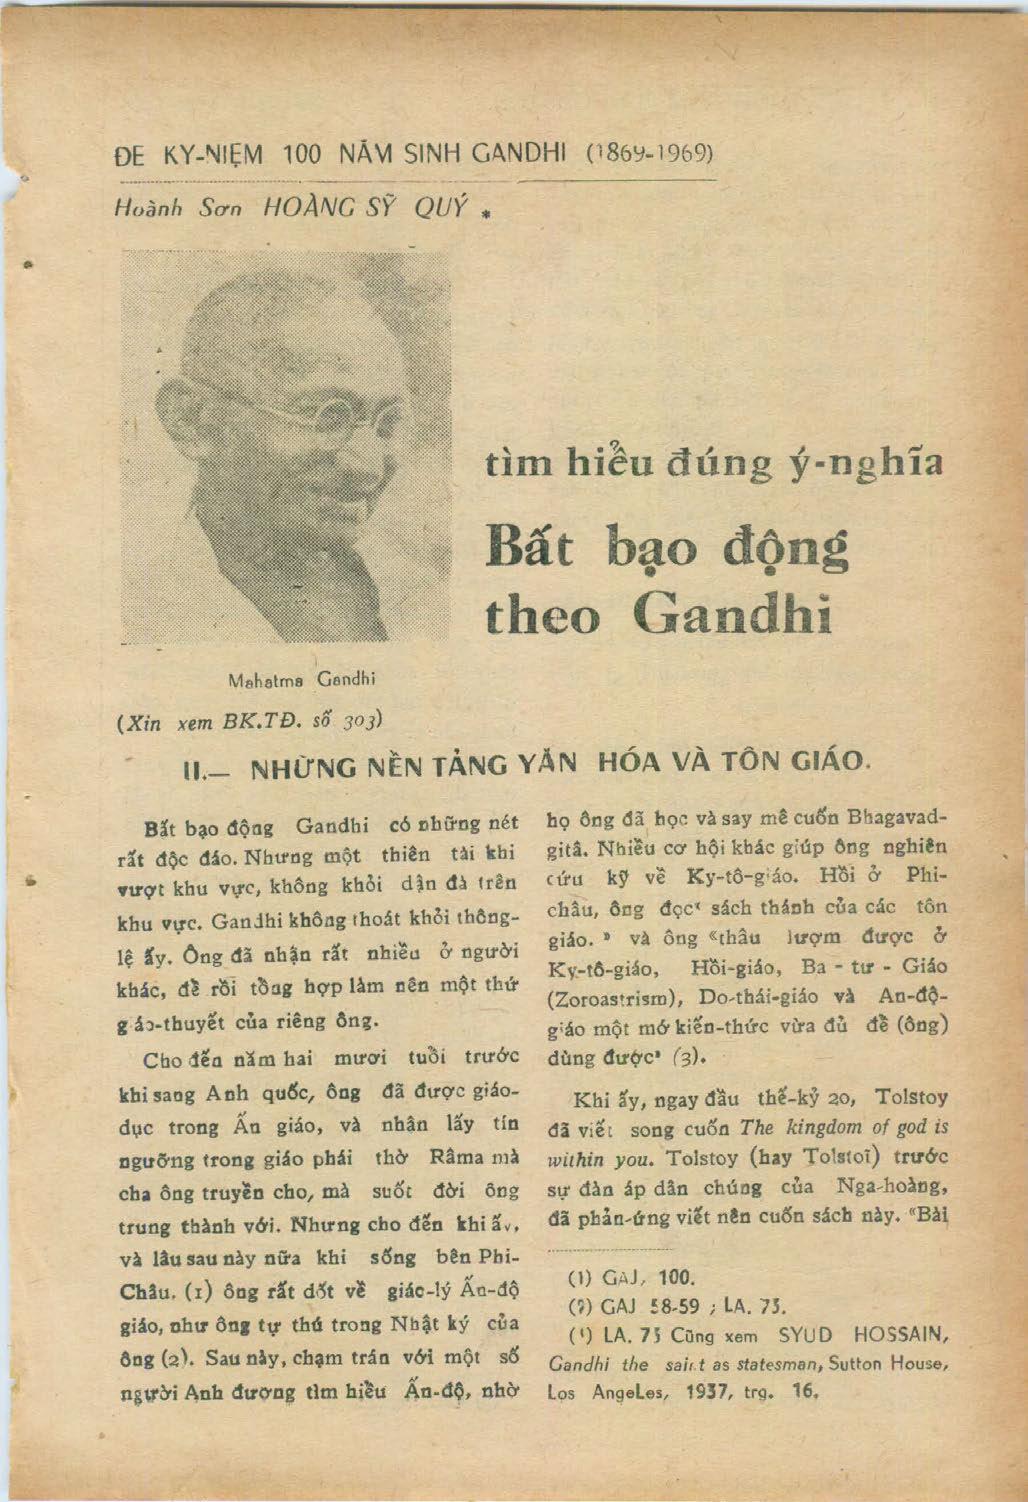 ĐE KY-NIỆM 100 NĂM SINH GANDHI (1869-1969)
Hoành Sơn HOÀNG SỸ QUÝ *
tìm hiểu đúng ý-nghĩa
Bất bạo động
theo Gandhi
Mahatma Gandhi
(Xin xem BK.TĐ. số 303)
II.— NHỮNG NỀN TẢNG VĂN HÓA VÀ TÔN GIÁO.
Bất bạo động Gandhi có những nét
rất độc đáo. Nhưng một thiên tài khi
vượt khu vực, không khỏi dận đà trên
khu vực. Gandhi không thoát khỏi thông-
lệ ấy. Ông đã nhận rất nhiều ở người
khác, để rồi tổng hợp làm nên một thứ
giáo-thuyết của riêng ông.
Cho đến năm hai mươi tuổi trước
khi sang Anh quốc, ông đã được giáo-
dục trong Ấn giáo, và nhận lấy tín
ngưỡng trong giáo phái thờ Râma mà
cha ông truyền cho, mà suốt đời ông
trung thành với. Nhưng cho đến khi ấy,
và lâu sau này nữa khi sống bên Phi-
Châu. (1) ông rất dốt về giáo-lý Ấn-độ
giáo, như ông tự thú trong Nhật ký của
ông (2). Sau này, chạm trán với một số
người Anh đương tìm hiểu Ấn-độ, nhờ
họ ông đã học và say mê cuốn Bhagavad-
gitâ. Nhiều cơ hội khác giúp ông nghiên
cứu kỹ về Ky-tô-giáo. Hồi ở Phi-
châu, ông đọc« sách thánh của các tôn
giáo. » và ông «thâu lượm được ở
Ky-tô-giáo, Hồi-giáo, Ba - tư - Giáo
(Zoroastrism), Do-thái-giáo và An-độ-
giáo một mớ kiến-thức vừa đủ để (ông)
dùng được» (3).
Khi ấy, ngay đầu thế-kỷ 20, Tolstoy
đã viết song cuốn The kingdom of god is
within you. Tolstoy (hay Tolstoï) trước
sự đàn áp dân chúng của Nga-hoàng,
đã phản-ứng viết nên cuốn sách này. «Bài
(1) GAJ, 100.
(2) GAJ 58-59 ; LA. 75.
(3) LA. 75 Cũng xem SYUD HOSSAIN,
Gandhi the saint as statesman, Sutton House,
Los AngeLes, 1937, trg. 16.